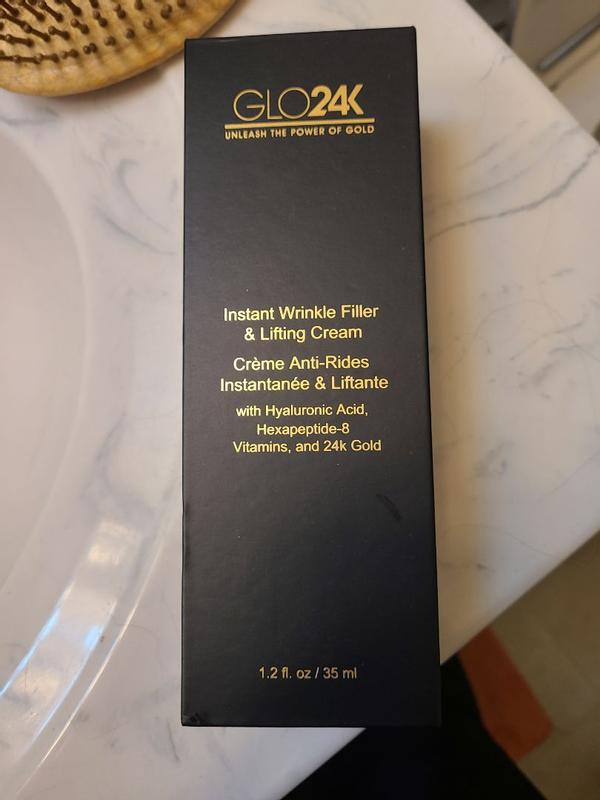 GLO24K
UNLEASH THE POWER OF GOLD
Instant Wrinkle Filler
& Lifting Cream
Crème Anti-Rides
Instantanée & Liftante
with Hyaluronic Acid,
Hexapeptide-8
Vitamins, and 24k Gold
1.2 fl. oz / 35 ml